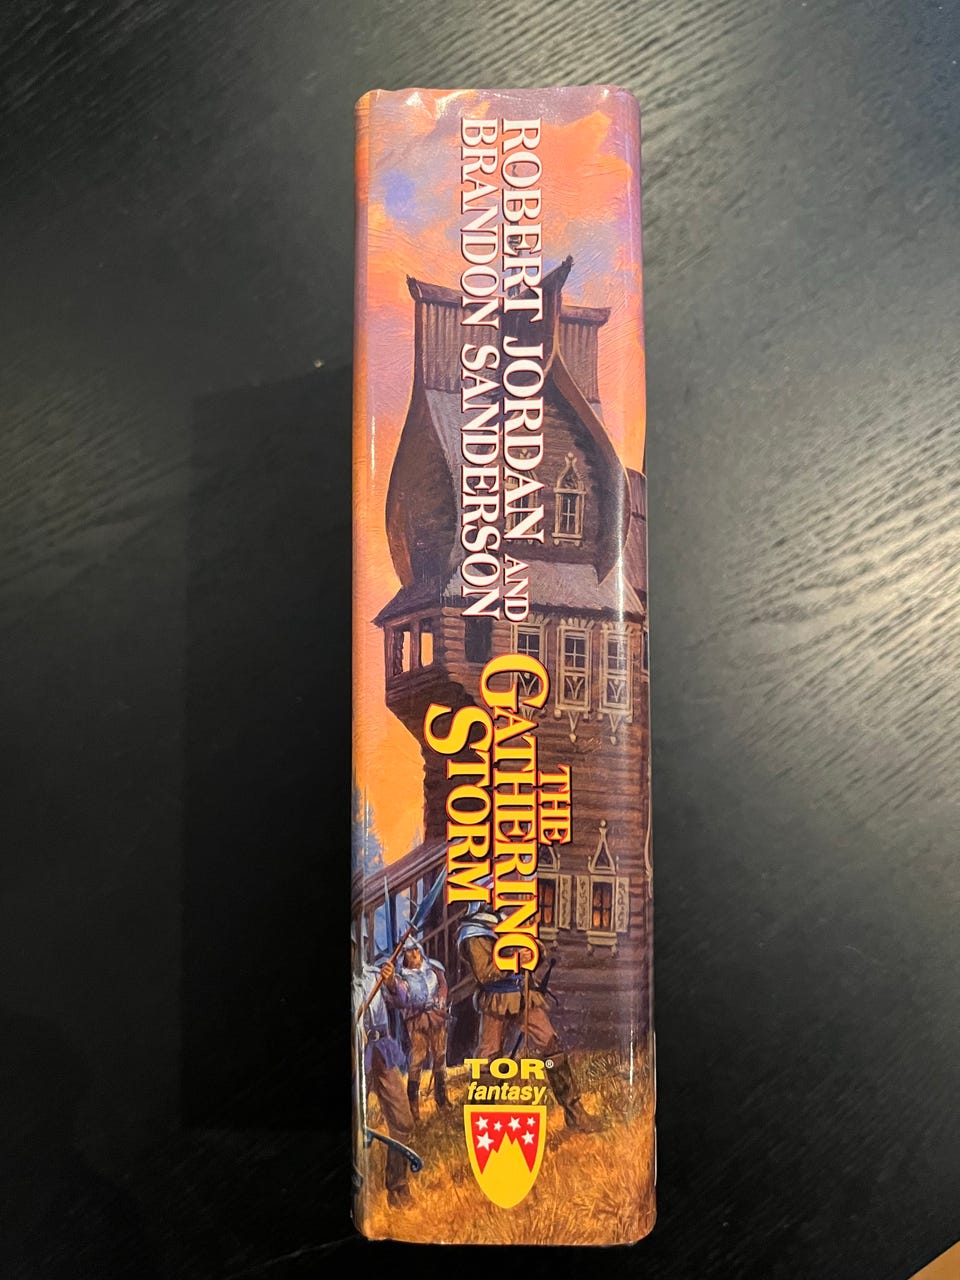 ROBERT JORDAN AND
BRANDON SANDERSON
THE
GATHERING
STORM
TOR®
fantasy